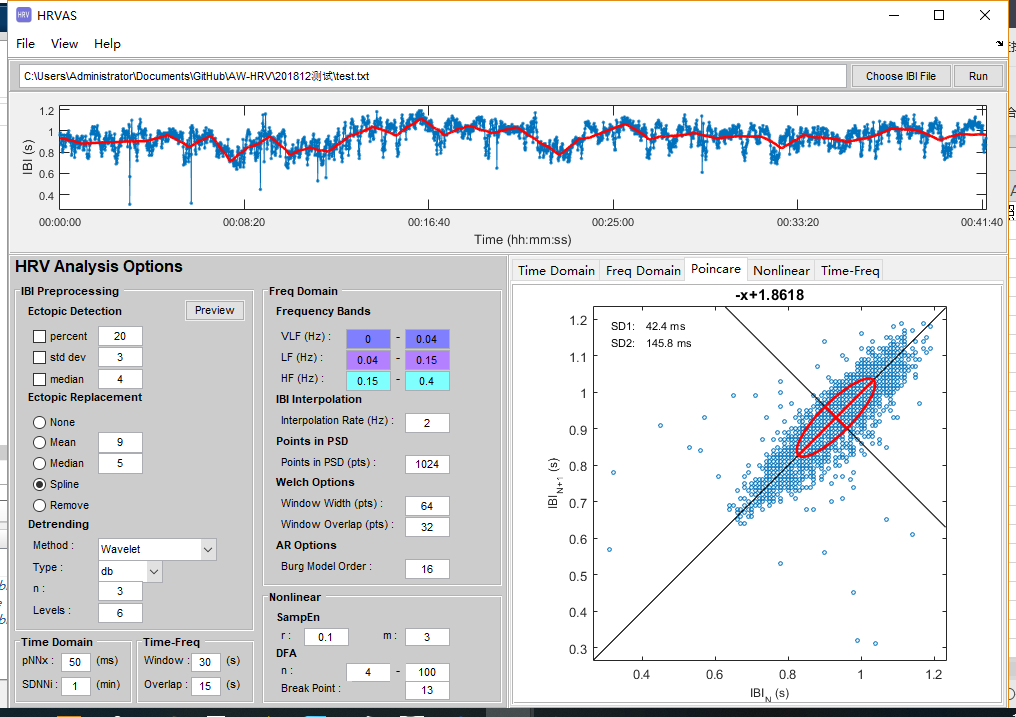 HRV HRVAS
File View Help
C:\Users\Administrator\Documents\GitHub\AW-HRV\201812测试\test.txt Choose IBI File Run
1.2
1
0.8
0.6
0.4
IBI (s)
00:00:00 00:08:20 00:16:40 00:25:00 00:33:20 00:41:40
Time (hh:mm:ss)
HRV Analysis Options
IBI Preprocessing
Ectopic Detection Preview
percent 20
std dev 3
median 4
Ectopic Replacement
None
Mean 9
Median 5
Spline
Remove
Detrending
Method : Wavelet
Type : db
n : 3
Levels : 6
Time Domain
pNNx : 50 (ms)
SDNNi : 1 (min)
Time-Freq
Window : 30 (s)
Overlap : 15 (s)
Freq Domain
Frequency Bands
VLF (Hz) : 0 - 0.04
LF (Hz) : 0.04 - 0.15
HF (Hz) : 0.15 - 0.4
IBI Interpolation
Interpolation Rate (Hz) : 2
Points in PSD
Points in PSD (pts) : 1024
Welch Options
Window Width (pts) : 64
Window Overlap (pts) : 32
AR Options
Burg Model Order : 16
Nonlinear
SampEn
r : 0.1 m : 3
DFA
n : 4 - 100
Break Point : 13
Time Domain Freq Domain Poincare Nonlinear Time-Freq
-x+1.8618
SD1: 42.4 ms
SD2: 145.8 ms
1.2
1.1
1
0.9
0.8
0.7
0.6
0.5
0.4
0.3
IBI N+1 (s)
0.4 0.6 0.8 1 1.2
IBI N (s)